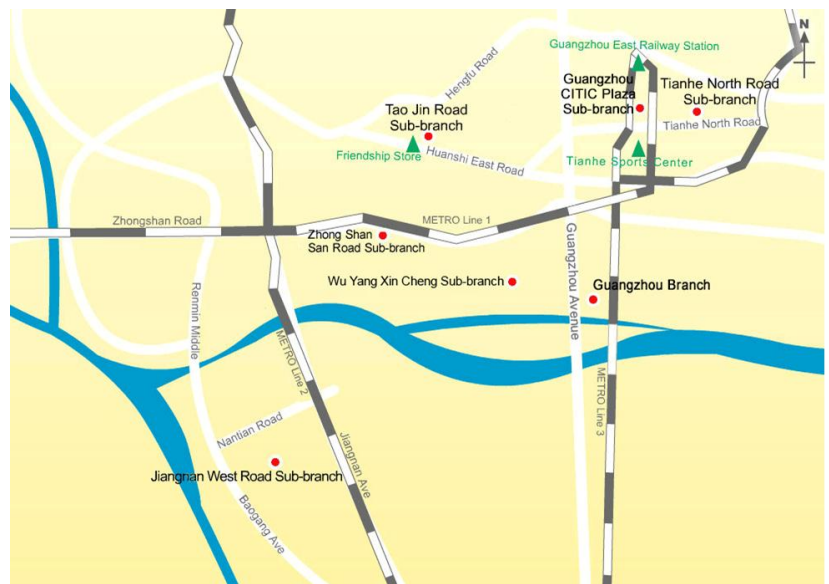 N
Guangzhou East Railway Station
Hengfu Road
Guangzhou
CITIC Plaza
Sub-branch
Tianhe North Road
Sub-branch
Tao Jin Road
Sub-branch
Tianhe North Road
Friendship Store
Huanshi East Road
Tianhe Sports Center
Zhongshan Road
METRO Line 1
Zhong Shan
San Road Sub-branch
Guangzhou Avenue
Wu Yang Xin Cheng Sub-branch
Guangzhou Branch
Renmin Middle
METRO Line 2
METRO Line 3
Nantian Road
Jiangnan Ave
Jiangnan West Road Sub-branch
Baogang Ave